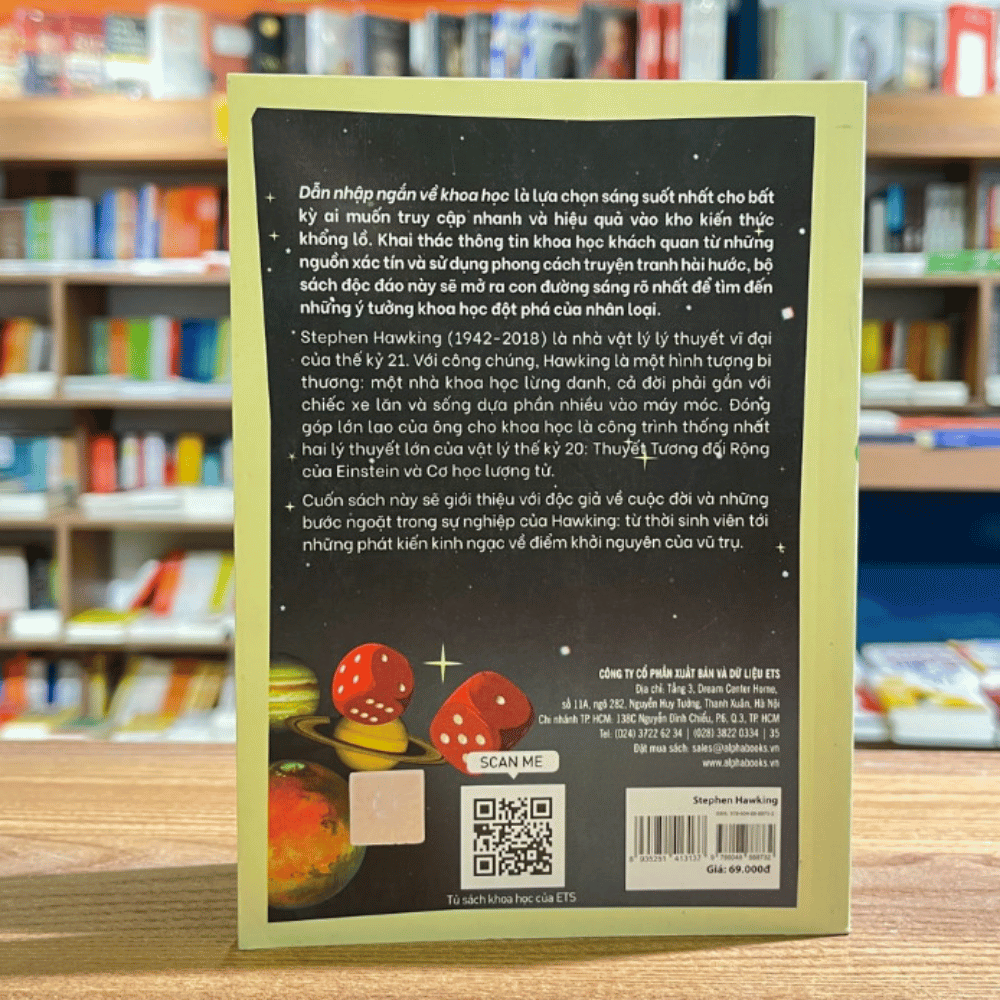 Dẫn nhập ngắn về khoa học là lựa chọn sáng suốt nhất cho bất
kỳ ai muốn truy cập nhanh và hiệu quả vào kho kiến thức
khổng lồ. Khai thác thông tin khoa học khách quan từ những
nguồn xác tín và sử dụng phong cách truyện tranh hài hước, bộ
sách độc đáo này sẽ mở ra con đường sáng rõ nhất để tìm đến
những ý tưởng khoa học đột phá của nhân loại.
Stephen Hawking (1942-2018) là nhà vật lý lý thuyết vĩ đại
của thế kỷ 21. Với công chúng, Hawking là một hình tượng bi
thương: một nhà khoa học lừng danh, cả đời phải gắn với
chiếc xe lăn và sống dựa phần nhiều vào máy móc. Đóng
góp lớn lao của ông cho khoa học là công trình thống nhất
hai lý thuyết lớn của vật lý thế kỷ 20: Thuyết Tương đối Rộng
của Einstein và Cơ học lượng tử.
Cuốn sách này sẽ giới thiệu với độc giả về cuộc đời và những
bước ngoặt trong sự nghiệp của Hawking: từ thời sinh viên tới
những phát kiến kinh ngạc về điểm khởi nguyên của vũ trụ.
CÔNG TY CỔ PHẦN XUẤT BẢN VÀ DỮ LIỆU ETS
Địa chỉ: Tầng 3, Dream Center Home,
số 11A, ngõ 282, Nguyễn Huy Tưởng, Thanh Xuân, Hà Nội
Chi nhánh TP. HCM: 138C Nguyễn Đình Chiểu, P.6, Q.3, TP. HCM
Tel: (024) 3722 62 34 | (028) 3822 0334 | 35
Đặt mua sách: sales@alphabooks.vn
www.alphabooks.vn
SCAN ME
Tủ sách khoa học của ETS
Stephen Hawking
8 935251 413137
Giá: 69.000đ